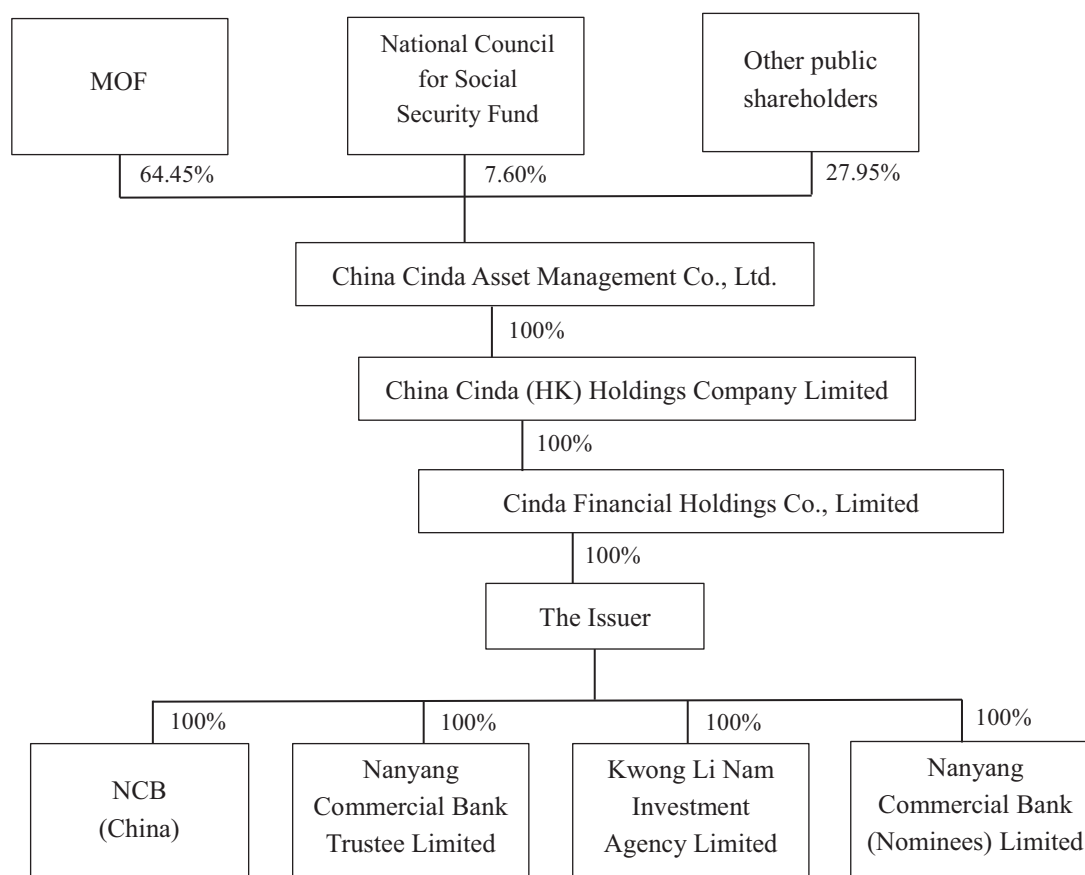 MOF
National Council
for Social
Security Fund
Other public
shareholders
64.45%
7.60%
27.95%
China Cinda Asset Management Co., Ltd.
100%
China Cinda (HK) Holdings Company Limited
100%
Cinda Financial Holdings Co., Limited
100%
The Issuer
100%
100%
100%
100%
NCB
(China)
Nanyang
Commercial Bank
Trustee Limited
Kwong Li Nam
Investment
Agency Limited
Nanyang
Commercial Bank
(Nominees) Limited